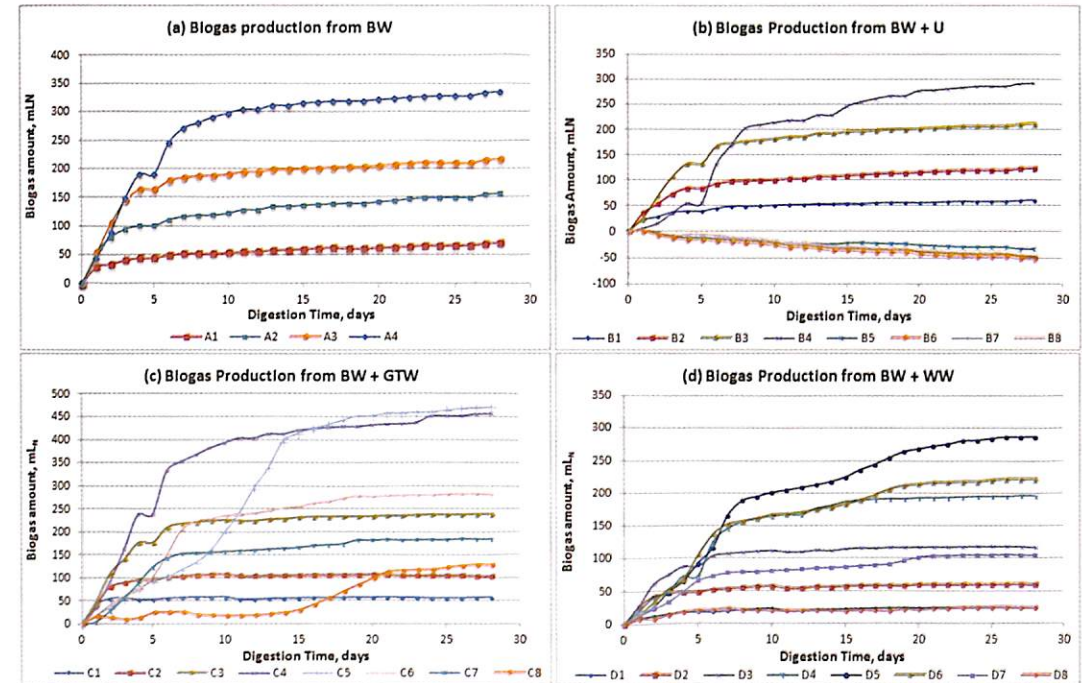 (a) Biogas production from BW
400
350
300
250
200
150
100
50
0
Biogas amount, mLN
0 5 10 15 20 25 30
Digestion Time, days
A1 A2 A3 A4
(b) Biogas Production from BW + U
350
300
250
200
150
100
50
0
-50
-100
Biogas Amount, mLN
0 5 10 15 20 25 30
Digestion Time, days
B1 B2 B3 B4 B5 B6 B7 B8
(c) Biogas Production from BW + GTW
500
450
400
350
300
250
200
150
100
50
0
Biogas amount, mLN
0 5 10 15 20 25 30
Digestion Time, days
C1 C2 C3 C4 C5 C6 C7 C8
(d) Biogas Production from BW + WW
350
300
250
200
150
100
50
0
Biogas amount, mLN
0 5 10 15 20 25 30
Digestion Time, days
D1 D2 D3 D4 D5 D6 D7 D8